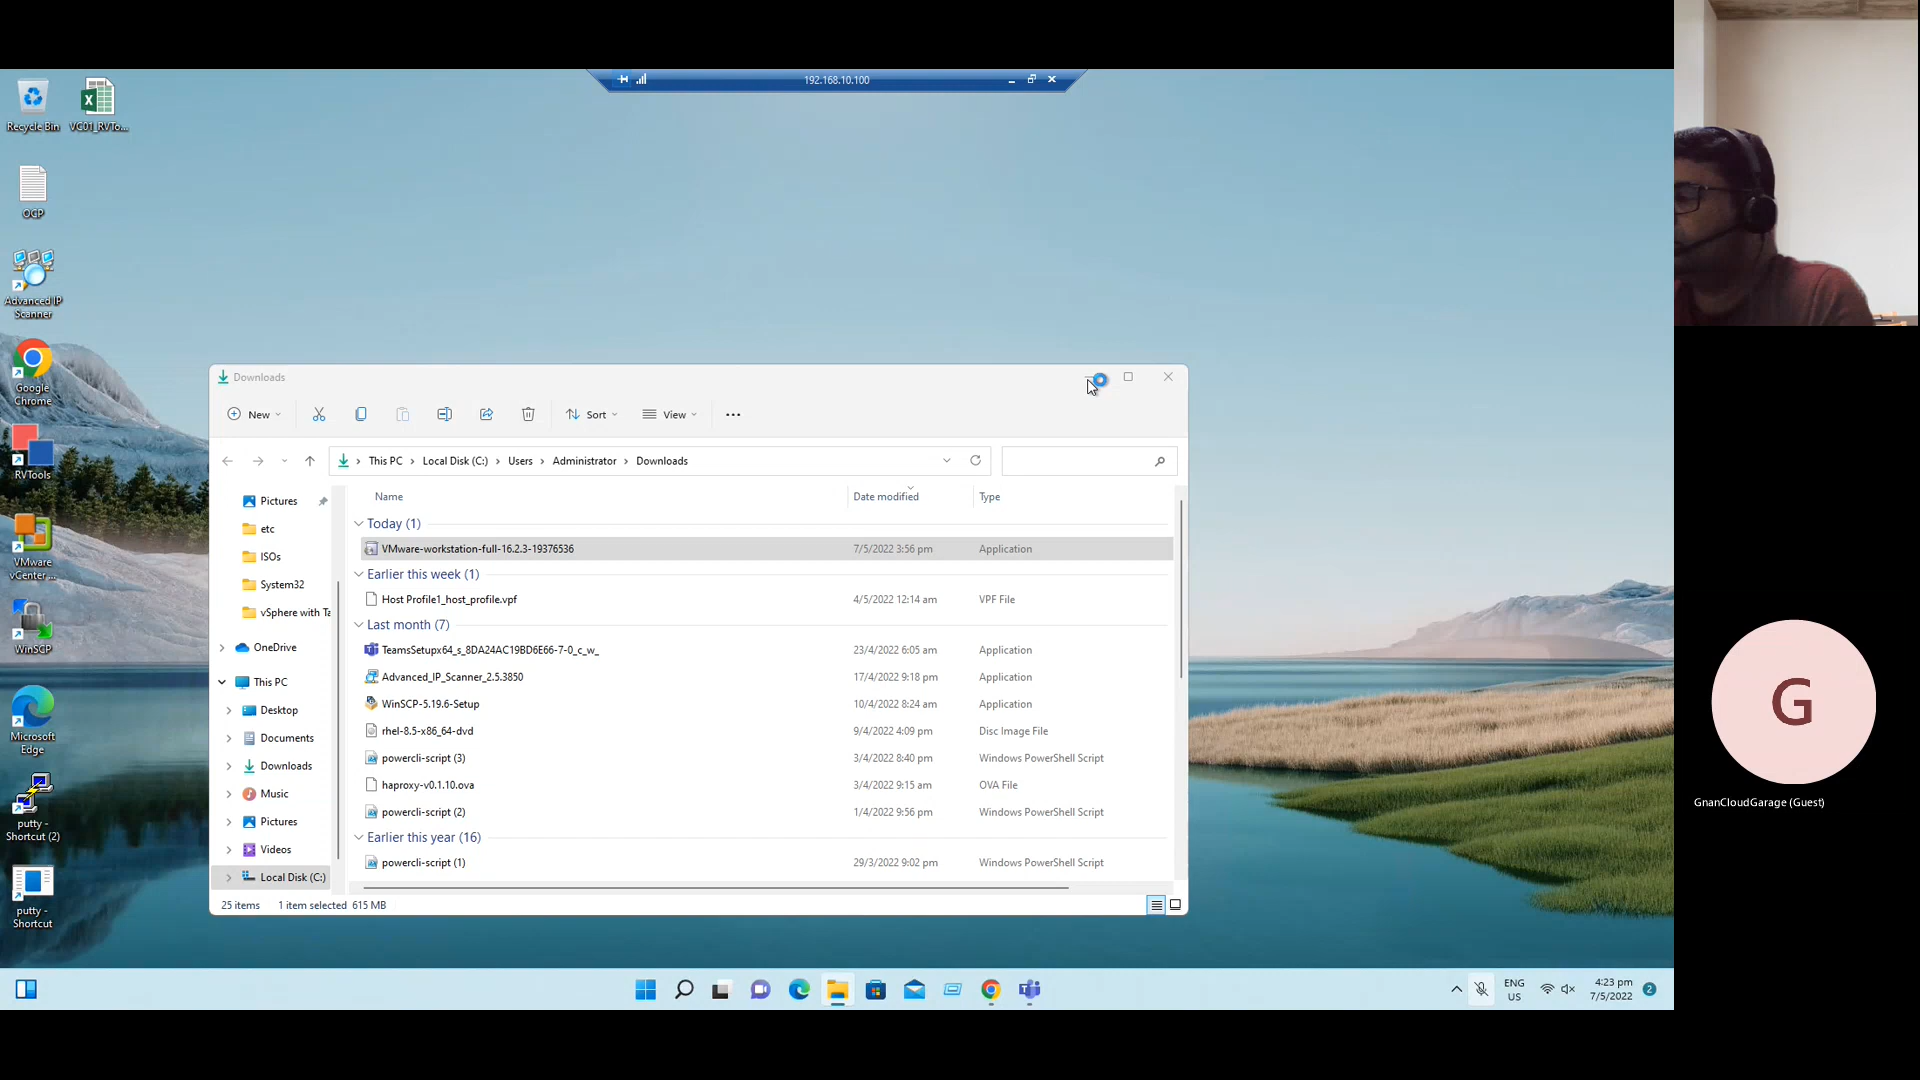 192.168.10.100
Recycle Bin
VC01_RVTo...
OCP
Advanced IP
Scanner
Google
Chrome
RVTools
VMware
vCenter ...
WinSCP
Microsoft
Edge
putty -
Shortcut (2)
putty -
Shortcut
Downloads
New
Sort
View
This PC > Local Disk (C:) > Users > Administrator > Downloads
Pictures
etc
ISOs
System32
vSphere with Ta
OneDrive
This PC
Desktop
Documents
Downloads
Music
Pictures
Videos
Local Disk (C:)
Name Date modified Type
Today (1)
VMware-workstation-full-16.2.3-19376536 7/5/2022 3:56 pm Application
Earlier this week (1)
Host Profile1_host_profile.vpf 4/5/2022 12:14 am VPF File
Last month (7)
TeamsSetupx64_s_8DA24AC19BD6E66-7-0_c_w_ 23/4/2022 6:05 am Application
Advanced_IP_Scanner_2.5.3850 17/4/2022 9:18 pm Application
WinSCP-5.19.6-Setup 10/4/2022 8:24 am Application
rhel-8.5-x86_64-dvd 9/4/2022 4:09 pm Disc Image File
powercli-script (3) 3/4/2022 8:40 pm Windows PowerShell Script
haproxy-v0.1.10.ova 3/4/2022 9:15 am OVA File
powercli-script (2) 1/4/2022 9:56 pm Windows PowerShell Script
Earlier this year (16)
powercli-script (1) 29/3/2022 9:02 pm Windows PowerShell Script
25 items 1 item selected 615 MB
ENG
US
4:23 pm
7/5/2022
2
G
GnanCloudGarage (Guest)